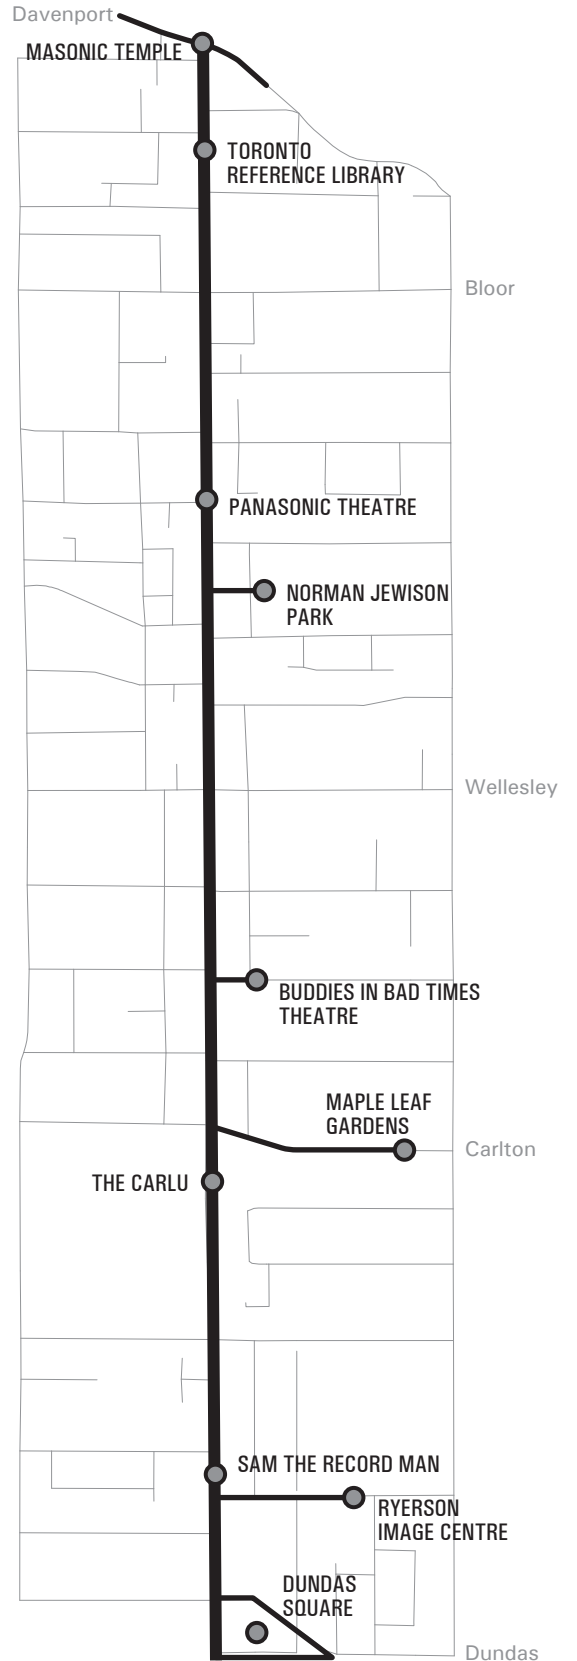 Davenport
MASONIC TEMPLE
TORONTO
REFERENCE LIBRARY
Bloor
PANASONIC THEATRE
NORMAN JEWISON
PARK
Wellesley
BUDDIES IN BAD TIMES
THEATRE
MAPLE LEAF
GARDENS
Carlton
THE CARLU
SAM THE RECORD MAN
RYERSON
IMAGE CENTRE
DUNDAS
SQUARE
Dundas